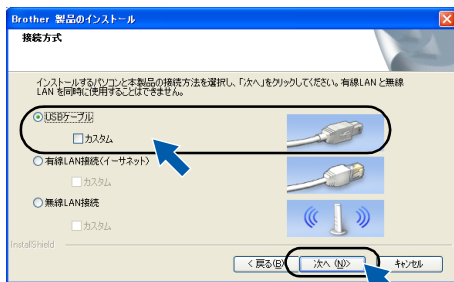 Brother 製品のインストール
接続方式
インストールするパソコンと本製品の接続方法を選択し、「次へ」をクリックしてください。有線LANと無線
LAN を同時に使用することはできません。
USBケーブル
カスタム
有線LAN接続(イーサネット)
カスタム
無線LAN接続
カスタム
InstallShield
< 戻る(B) 次へ (N)> キャンセル